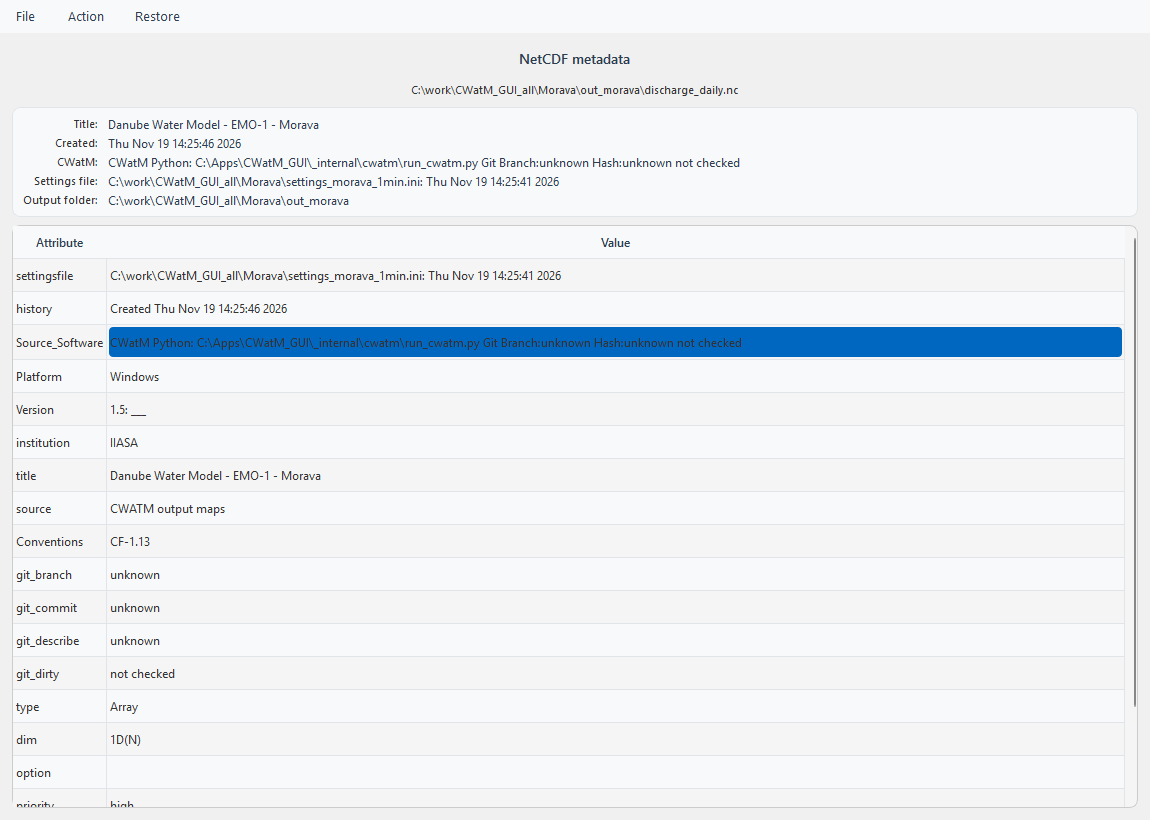 File Action Restore
NetCDF metadata
C:\work\CWatM_GUI_all\Morava\out_morava\discharge_daily.nc
Title: Danube Water Model - EMO-1 - Morava
Created: Thu Nov 19 14:25:46 2026
CWatM: CWatM Python: C:\Apps\CWatM_GUI\_internal\cwatm\run_cwatm.py Git Branch:unknown Hash:unknown not checked
Settings file: C:\work\CWatM_GUI_all\Morava\settings_morava_1min.ini: Thu Nov 19 14:25:41 2026
Output folder: C:\work\CWatM_GUI_all\Morava\out_morava
Attribute Value
settingsfile C:\work\CWatM_GUI_all\Morava\settings_morava_1min.ini: Thu Nov 19 14:25:41 2026
history Created Thu Nov 19 14:25:46 2026
Source_Software CWatM Python: C:\Apps\CWatM_GUI\_internal\cwatm\run_cwatm.py Git Branch:unknown Hash:unknown not checked
Platform Windows
Version 1.5: ___
institution IIASA
title Danube Water Model - EMO-1 - Morava
source CWATM output maps
Conventions CF-1.13
git_branch unknown
git_commit unknown
git_describe unknown
git_dirty not checked
type Array
dim 1D(N)
option
priority high